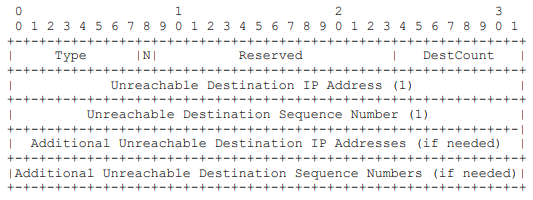 0                   1                   2                   3
 0 1 2 3 4 5 6 7 8 9 0 1 2 3 4 5 6 7 8 9 0 1 2 3 4 5 6 7 8 9 0 1
+-+-+-+-+-+-+-+-+-+-+-+-+-+-+-+-+-+-+-+-+-+-+-+-+-+-+-+-+-+-+-+-+
|     Type      |N|          Reserved           |   DestCount   |
+-+-+-+-+-+-+-+-+-+-+-+-+-+-+-+-+-+-+-+-+-+-+-+-+-+-+-+-+-+-+-+-+
|            Unreachable Destination IP Address (1)             |
+-+-+-+-+-+-+-+-+-+-+-+-+-+-+-+-+-+-+-+-+-+-+-+-+-+-+-+-+-+-+-+-+
|         Unreachable Destination Sequence Number (1)           |
+-+-+-+-+-+-+-+-+-+-+-+-+-+-+-+-+-+-+-+-+-+-+-+-+-+-+-+-+-+-+-+-+
|  Additional Unreachable Destination IP Addresses (if needed)  |
+-+-+-+-+-+-+-+-+-+-+-+-+-+-+-+-+-+-+-+-+-+-+-+-+-+-+-+-+-+-+-+-+
|Additional Unreachable Destination Sequence Numbers (if needed)|
+-+-+-+-+-+-+-+-+-+-+-+-+-+-+-+-+-+-+-+-+-+-+-+-+-+-+-+-+-+-+-+-+